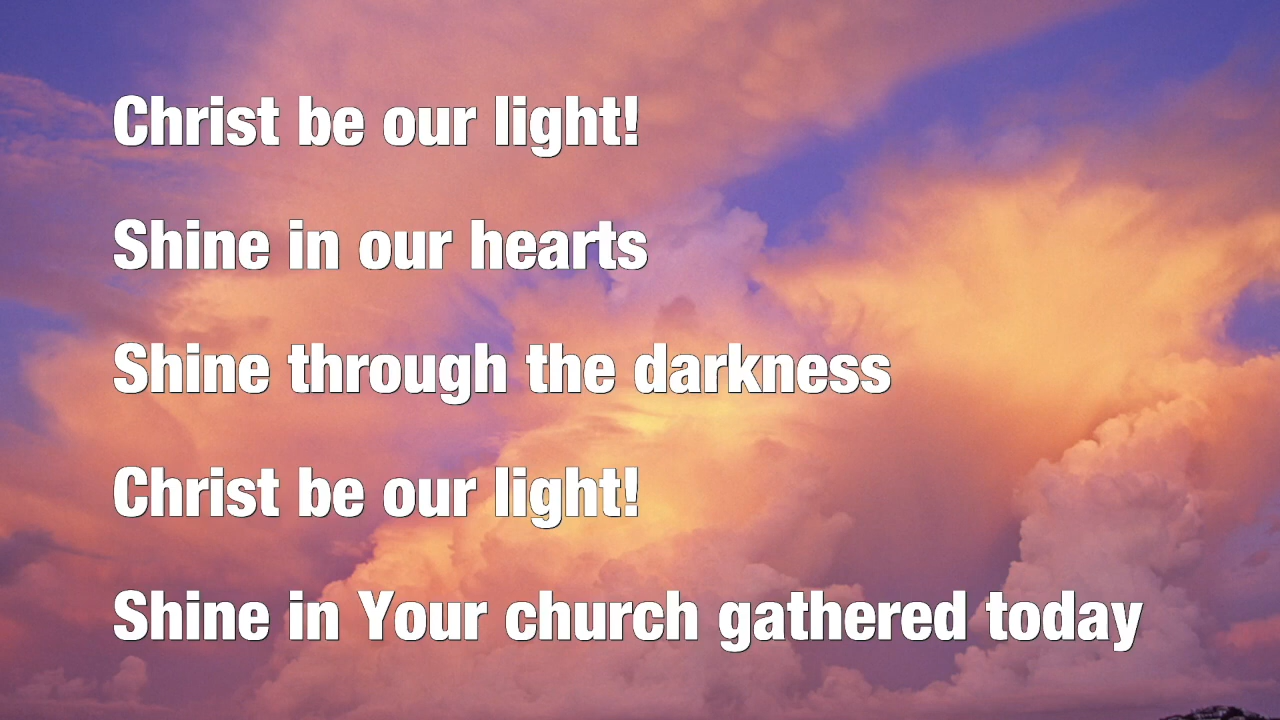 Christ be our light!
Shine in our hearts
Shine through the darkness
Christ be our light!
Shine in Your church gathered today